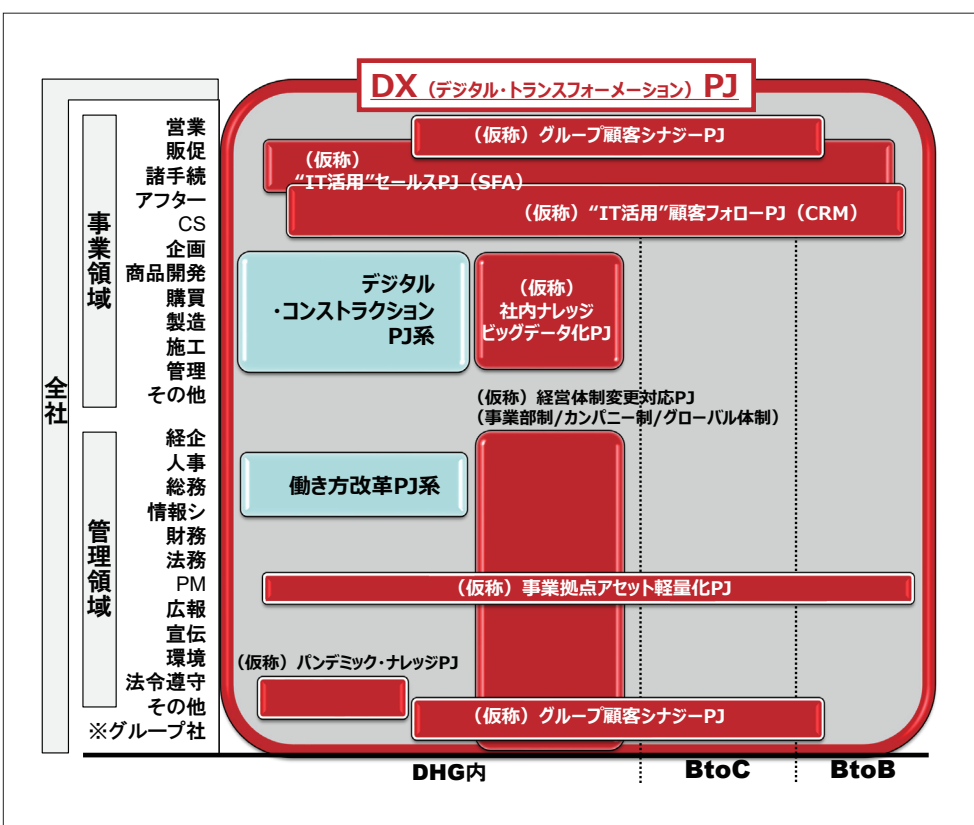 DX（デジタル・トランスフォーメーション）PJ
全社
事業領域
営業
販促
諸手続
アフター
CS
企画
商品開発
購買
製造
施工
管理
その他
管理領域
経企
人事
総務
情報シ
財務
法務
PM
広報
宣伝
環境
法令遵守
その他
※グループ社
（仮称）グループ顧客シナジーPJ
（仮称）
“IT活用”セールスPJ（SFA）
（仮称）“IT活用”顧客フォローPJ（CRM）
デジタル
・コンストラクション
PJ系
（仮称）
社内ナレッジ
ビッグデータ化PJ
（仮称）経営体制変更対応PJ
（事業部制/カンパニー制/グローバル体制）
働き方改革PJ系
（仮称）事業拠点アセット軽量化PJ
（仮称）パンデミック・ナレッジPJ
（仮称）グループ顧客シナジーPJ
DHG内
BtoC
BtoB